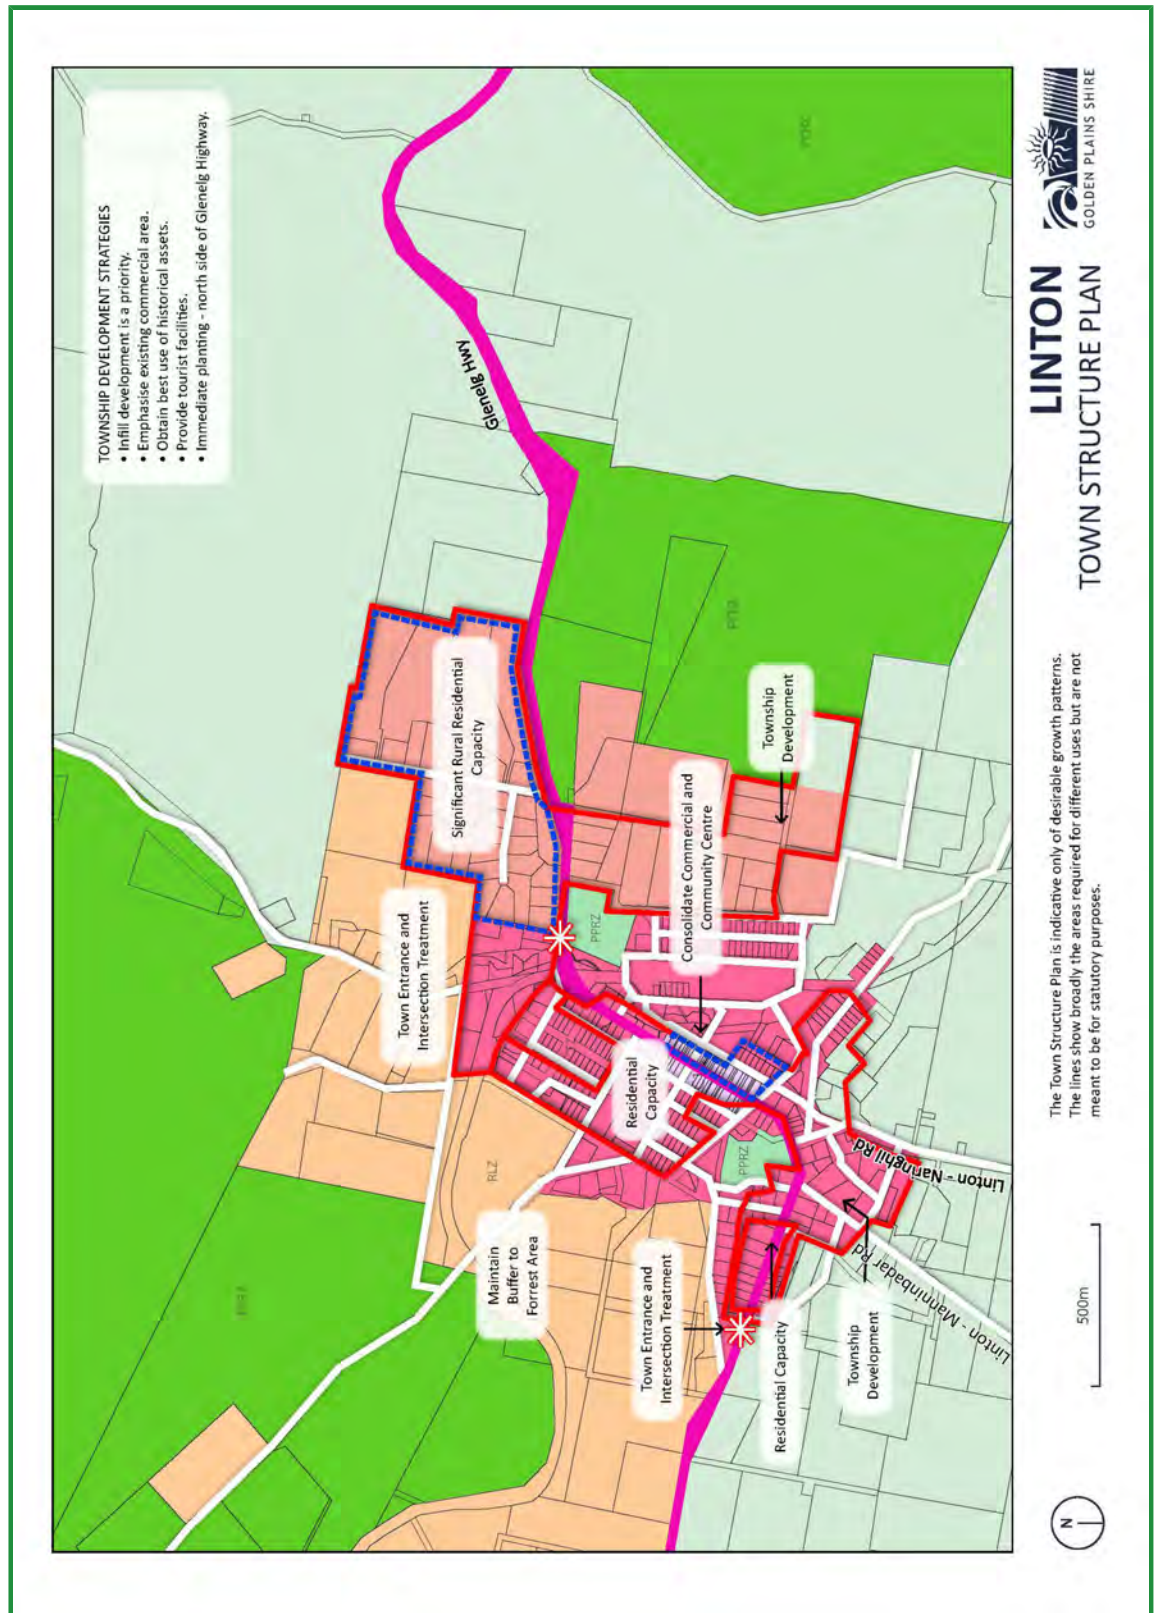 TOWNSHIP DEVELOPMENT STRATEGIES
• Infill development is a priority.
• Emphasise existing commercial area.
• Obtain best use of historical assets.
• Provide tourist facilities.
• Immediate planting - north side of Glenelg Highway.
Glenelg Hwy
Significant Rural Residential
Capacity
Town Entrance and
Intersection Treatment
Maintain
Buffer to
Forrest Area
RLZ
PPRZ
Residential
Capacity
Consolidate Commercial and
Community Centre
Township
Development
Town Entrance and
Intersection Treatment
PPRZ
Residential Capacity
Township
Development
Linton - Naringhil Rd
Linton - Manninbadar Rd
N
500m
The Town Structure Plan is indicative only of desirable growth patterns.
The lines show broadly the areas required for different uses but are not
meant to be for statutory purposes.
LINTON
TOWN STRUCTURE PLAN
GOLDEN PLAINS SHIRE